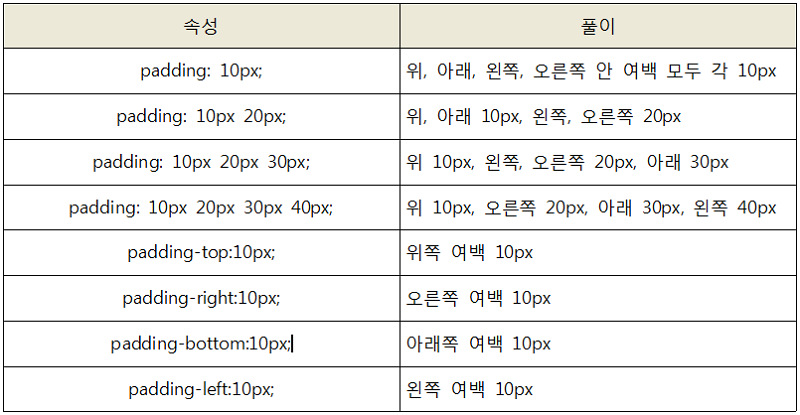 속성 풀이
padding: 10px; 위, 아래, 왼쪽, 오른쪽 안 여백 모두 각 10px
padding: 10px 20px; 위, 아래 10px, 왼쪽, 오른쪽 20px
padding: 10px 20px 30px; 위 10px, 왼쪽, 오른쪽 20px, 아래 30px
padding: 10px 20px 30px 40px; 위 10px, 오른쪽 20px, 아래 30px, 왼쪽 40px
padding-top:10px; 위쪽 여백 10px
padding-right:10px; 오른쪽 여백 10px
padding-bottom:10px; 아래쪽 여백 10px
padding-left:10px; 왼쪽 여백 10px